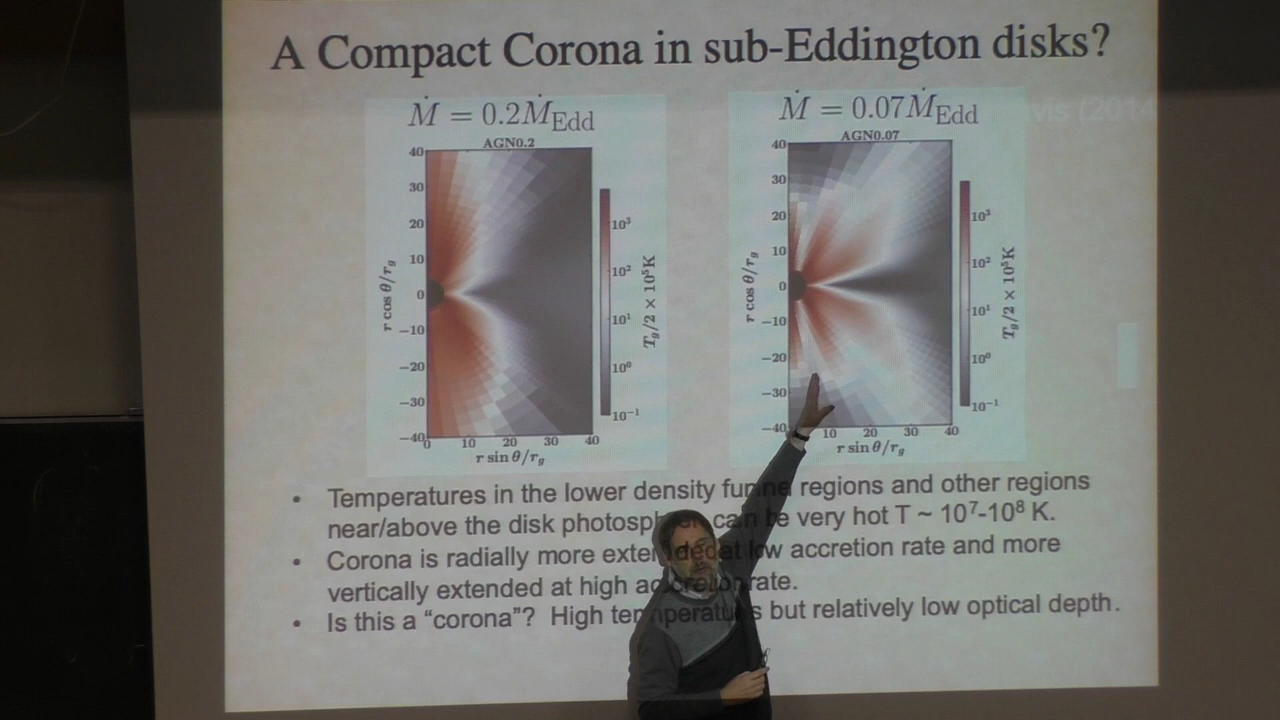 A Compact Corona in sub-Eddington disks?
Ṁ = 0.2Ṁ_Edd
AGN0.2
40
30
20
10
0
−10
−20
−30
−40
r cos θ/r_g
0 10 20 30 40
r sin θ/r_g
10³
10²
10¹
10⁰
10⁻¹
T_g/2 × 10⁵K
Ṁ = 0.07Ṁ_Edd
(2014
AGN0.07
40
30
20
10
0
−10
−20
−30
−40
r cos θ/r_g
10 20 30 40
r sin θ/r_g
10³
10²
10¹
10⁰
10⁻¹
T_g/2 × 10⁵K
• Temperatures in the lower density funnel regions and other regions
near/above the disk photosphere can be very hot T ~ 10⁷-10⁸ K.
• Corona is radially more extended at low accretion rate and more
vertically extended at high accretion rate.
• Is this a “corona”? High temperatures but relatively low optical depth.